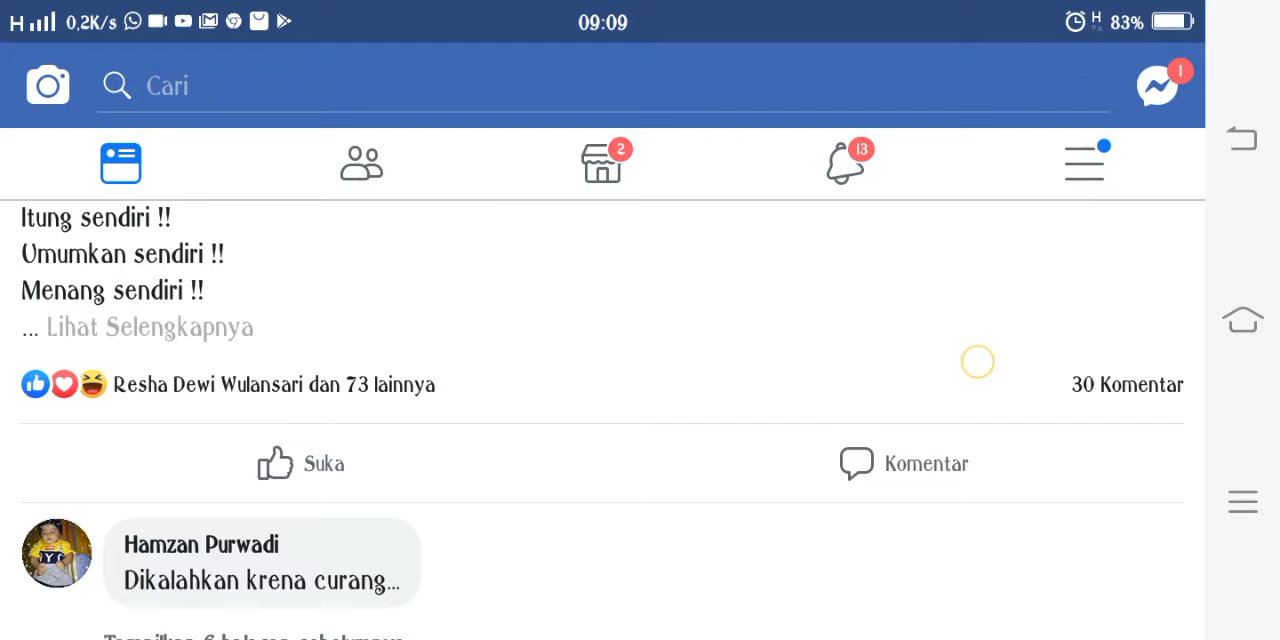 H 0,2K/s 09:09 H 83%
Cari 1
2 13
Itung sendiri !!
Umumkan sendiri !!
Menang sendiri !!
... Lihat Selengkapnya
Resha Dewi Wulansari dan 73 lainnya 30 Komentar
Suka Komentar
Hamzan Purwadi
Dikalahkan krena curang...